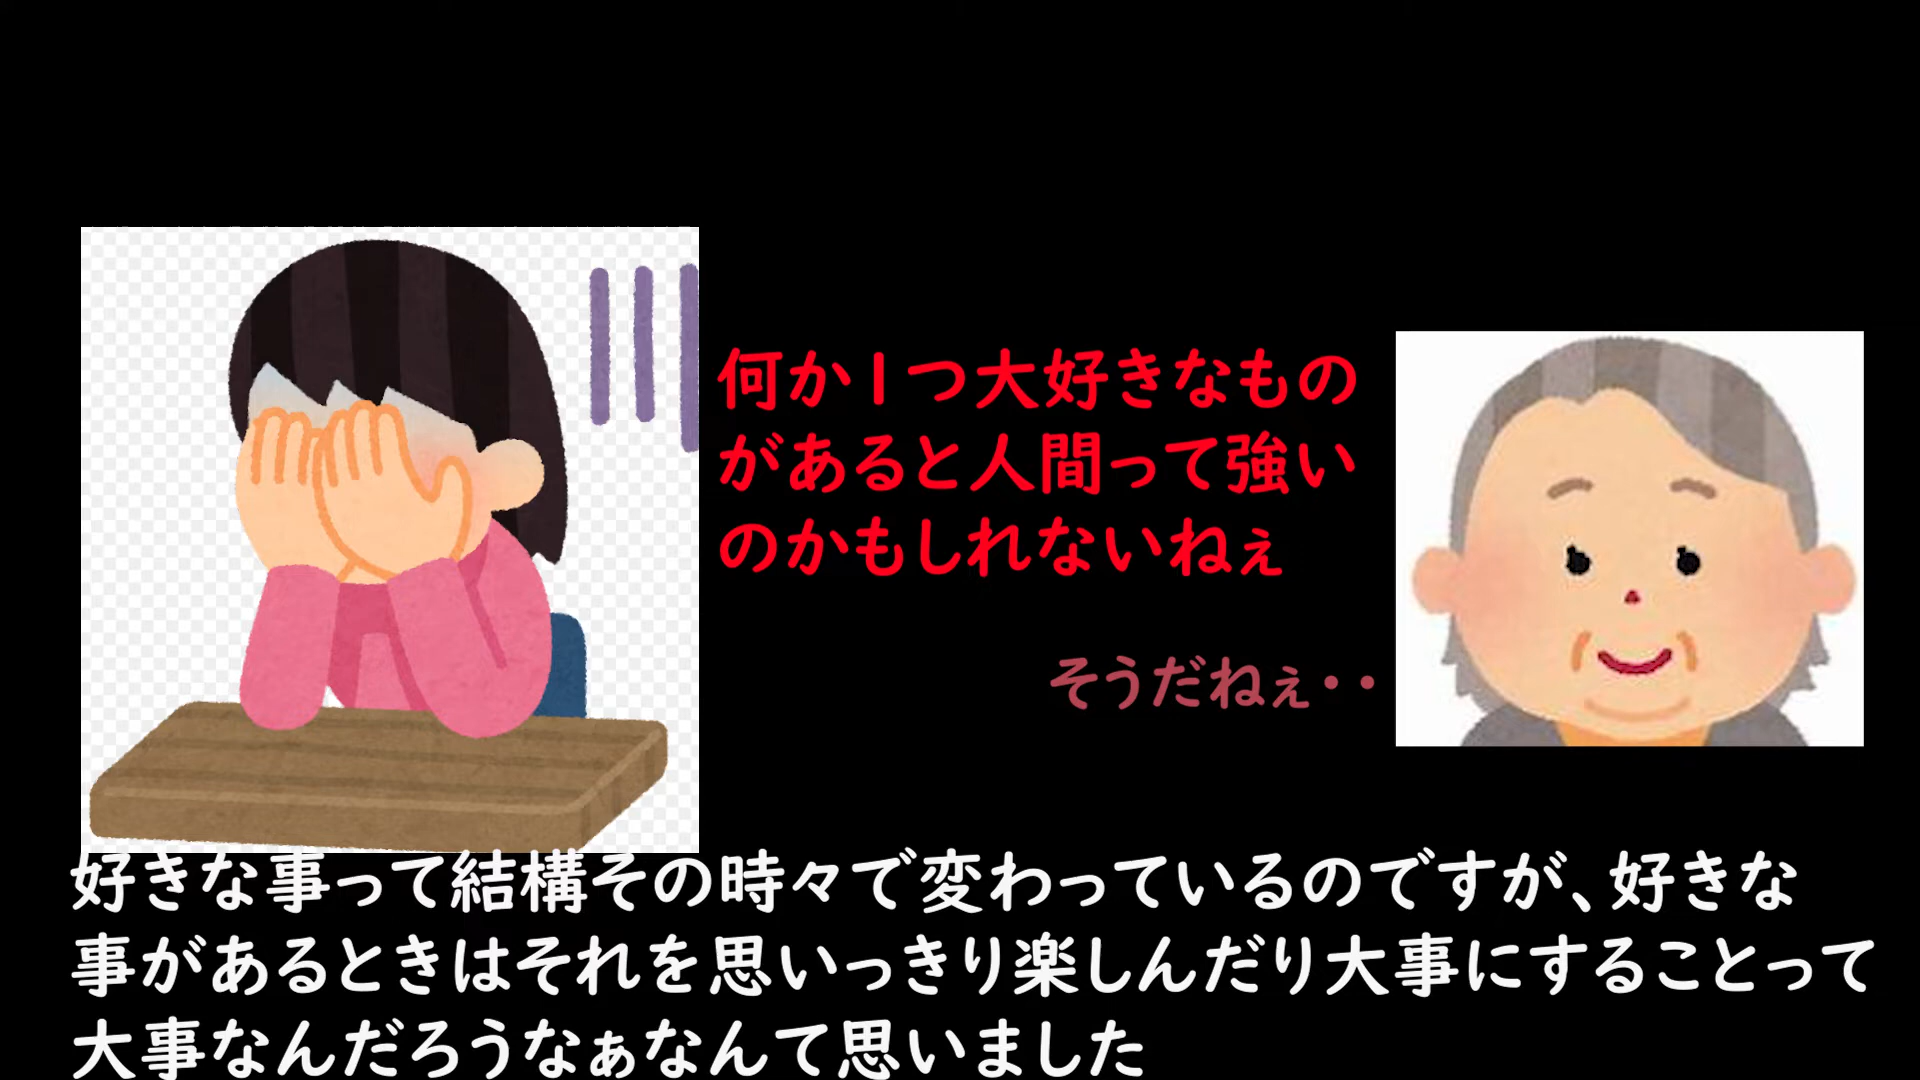 何か1つ大好きなもの
があると人間って強い
のかもしれないねぇ
そうだねぇ・・
好きな事って結構その時々で変わっているのですが、好きな
事があるときはそれを思いっきり楽しんだり大事にすることって
大事なんだろうなぁなんて思いました